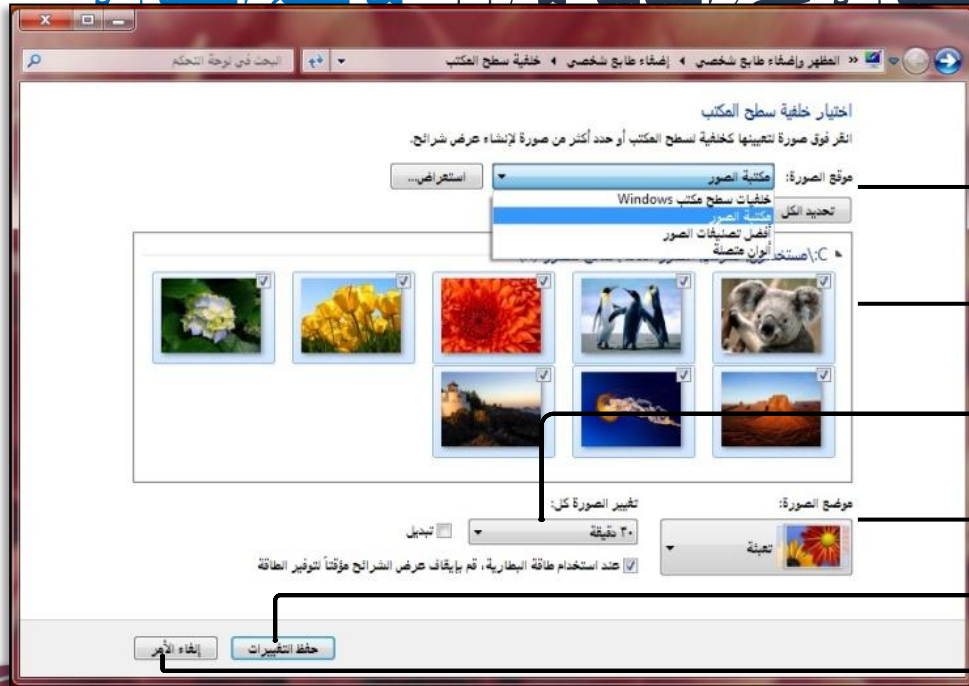 « المظهر وإضفاء طابع شخصي ‹ إضفاء طابع شخصي ‹ خلفية سطح المكتب
البحث في لوحة التحكم
اختيار خلفية سطح المكتب
انقر فوق صورة لتعيينها كخلفية لسطح المكتب أو حدد أكثر من صورة لإنشاء عرض شرائح.
موقع الصورة: مكتبة الصور استعراض...
خلفيات سطح مكتب Windows
تحديد الكل
مكتبة الصور
أفضل تصنيفات الصور
ألوان متصلة
C:\
موضع الصورة: تغيير الصورة كل:
تعبئة ٣٠ دقيقة تبديل
عند استخدام طاقة البطارية، قم بإيقاف عرض الشرائح مؤقتاً لتوفير الطاقة
حفظ التغييرات إلغاء الأمر